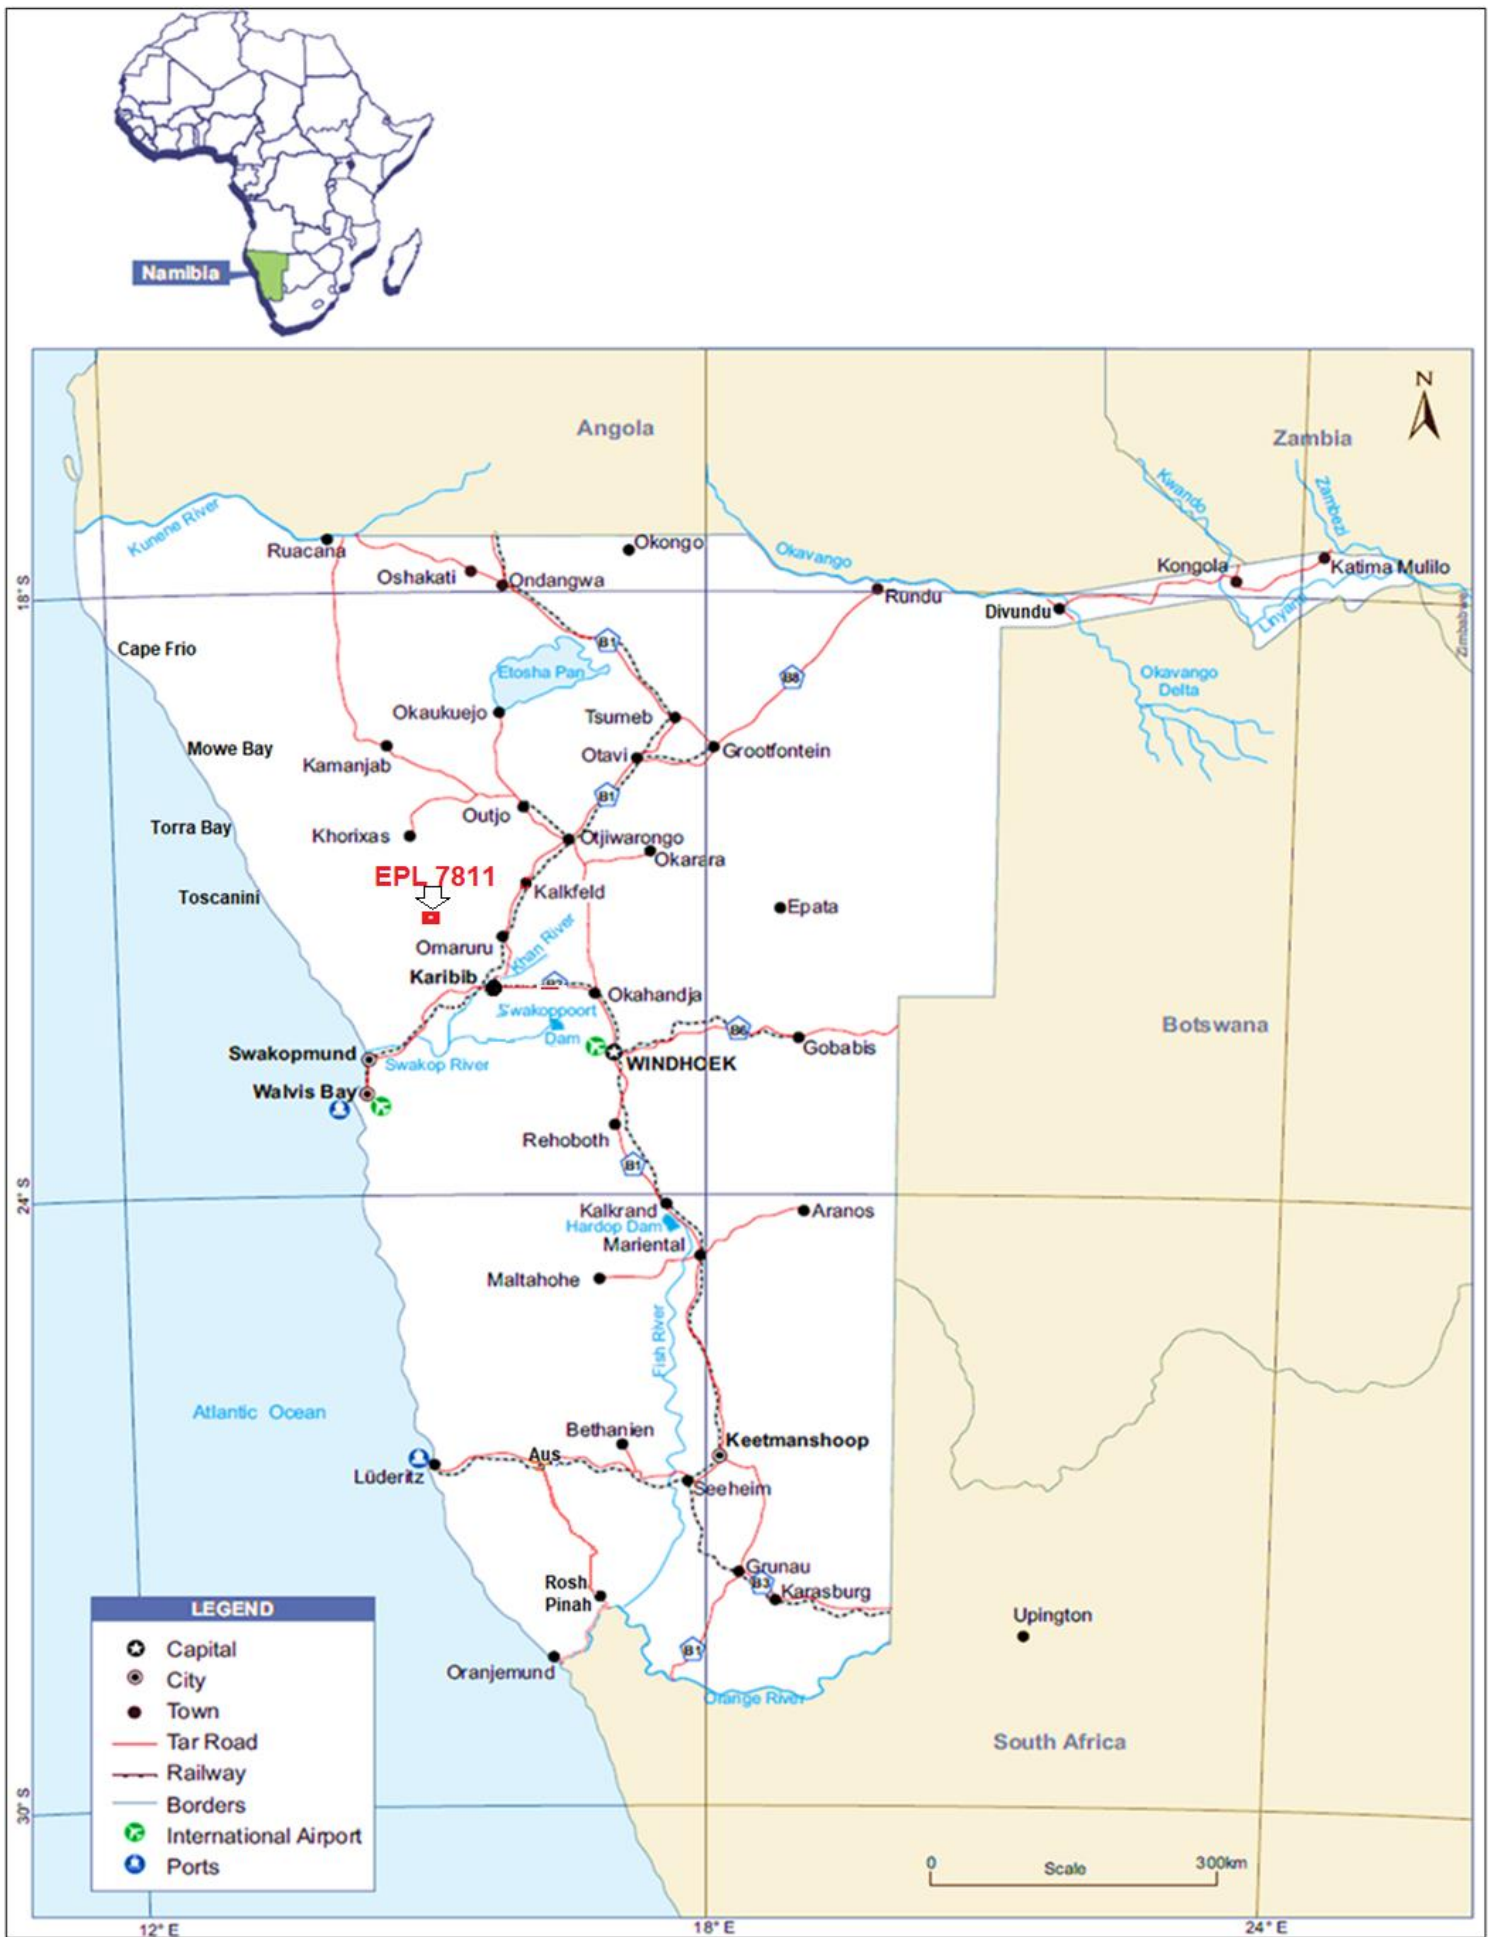 Namibia
N
Angola
Zambia
Kwando
Zambezi
Kunene River
Ruacana
Okongo
Okavango
Oshakati
Ondangwa
Kongola
Katima Mulilo
18° S
Rundu
Divundu
Linyani
Zimbabwe
Cape Frio
B1
Etosha Pan
B8
Okavango
Delta
Okaukuejo
Tsumeb
Mowe Bay
Kamanjab
Otavi
Grootfontein
B1
Outjo
Torra Bay
Khorixas
Otjiwarongo
Okarara
EPL 7811
Toscanini
Kalkfeld
Epata
Omaruru
Khan River
Karibib
B2
Okahandja
Swakoppoort
Dam
B6
Botswana
Swakopmund
Swakop River
WINDHOEK
Gobabis
Walvis Bay
Rehoboth
B1
24° S
Kalkrand
Aranos
Hardop Dam
Mariental
Maltahohe
Fish River
Atlantic Ocean
Bethanien
Keetmanshoop
Aus
Lüderitz
Seeheim
Grunau
B3
Karasburg
Rosh
Pinah
Upington
B1
Oranjemund
Orange River
South Africa
LEGEND
Capital
City
Town
Tar Road
Railway
Borders
International Airport
Ports
30° S
0
Scale
300km
12° E
18° E
24° E